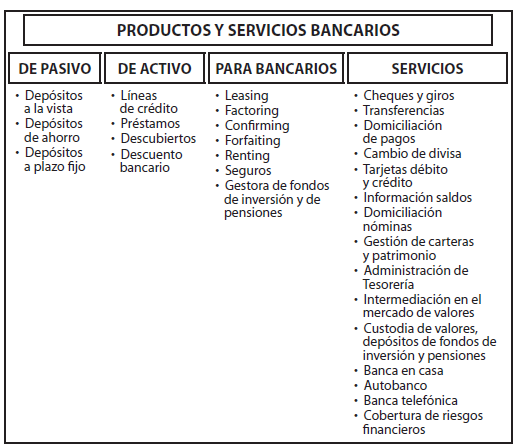 PRODUCTOS Y SERVICIOS BANCARIOS
DE PASIVO
• Depósitos
a la vista
• Depósitos
de ahorro
• Depósitos
a plazo fijo
DE ACTIVO
• Líneas
de crédito
• Préstamos
• Descubiertos
• Descuento
bancario
PARA BANCARIOS
• Leasing
• Factoring
• Confirming
• Forfaiting
• Renting
• Seguros
• Gestora de fondos
de inversión y de
pensiones
SERVICIOS
• Cheques y giros
• Transferencias
• Domiciliación
de pagos
• Cambio de divisa
• Tarjetas débito
y crédito
• Información saldos
• Domiciliación
nóminas
• Gestión de carteras
y patrimonio
• Administración de
Tesorería
• Intermediación en el
mercado de valores
• Custodia de valores,
depósitos de fondos de
inversión y pensiones
• Banca en casa
• Autobanco
• Banca telefónica
• Cobertura de riesgos
financieros